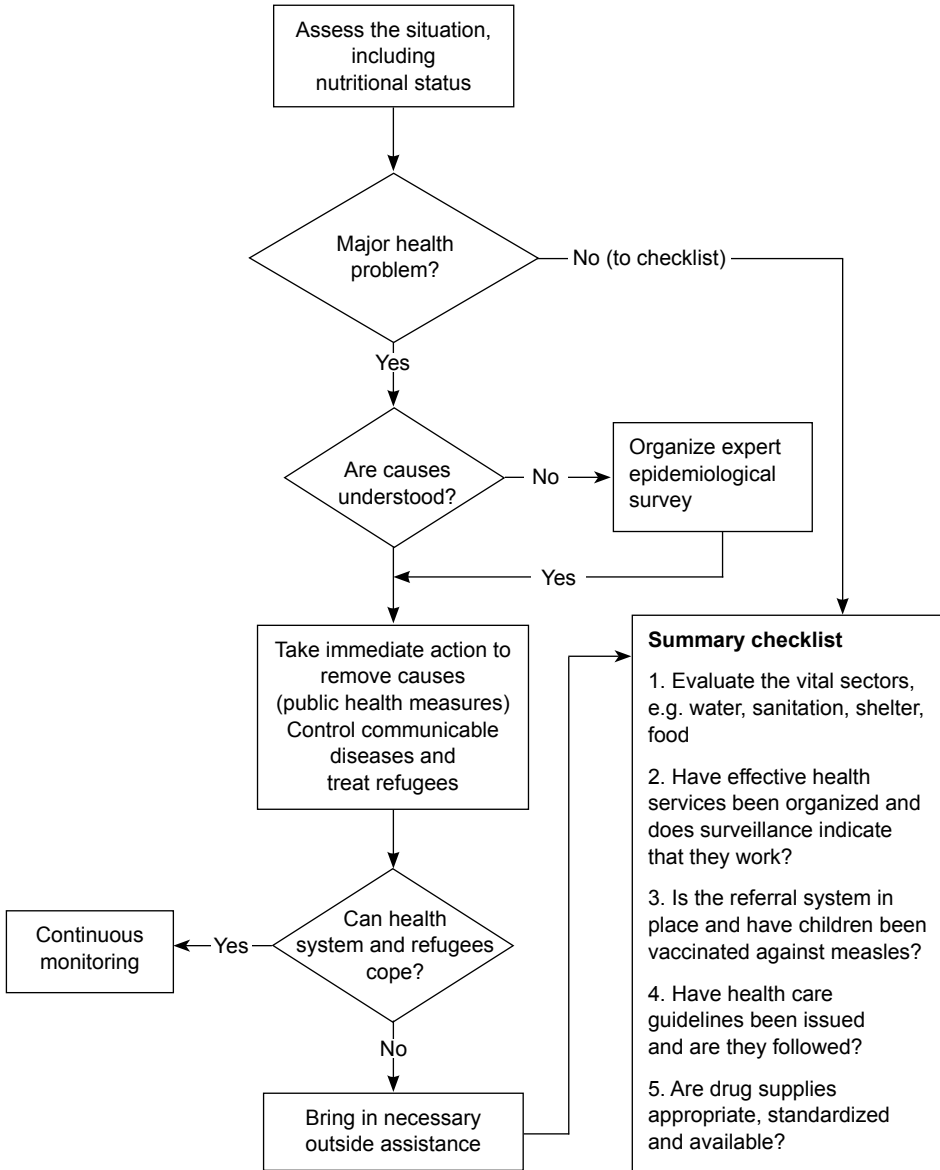 Assess the situation,
including
nutritional status
Major health
problem?
No (to checklist)
Yes
Are causes
understood?
No
Organize expert
epidemiological
survey
Yes
Take immediate action to
remove causes
(public health measures)
Control communicable
diseases and
treat refugees
Can health
system and refugees
cope?
Yes
Continuous
monitoring
No
Bring in necessary
outside assistance
Summary checklist
1. Evaluate the vital sectors,
e.g. water, sanitation, shelter,
food
2. Have effective health
services been organized and
does surveillance indicate
that they work?
3. Is the referral system in
place and have children been
vaccinated against measles?
4. Have health care
guidelines been issued
and are they followed?
5. Are drug supplies
appropriate, standardized
and available?